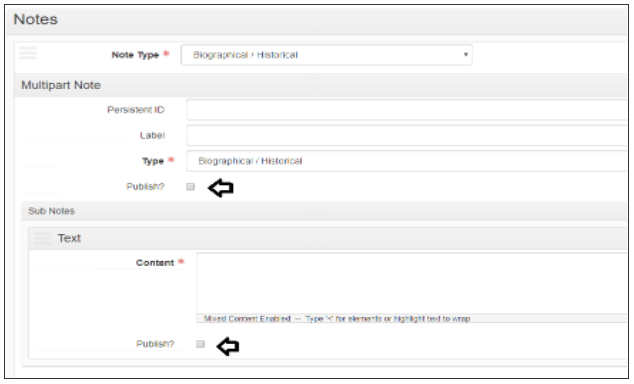 Notes
Note Type * Biographical / Historical
Multipart Note
Persistent ID
Label
Type * Biographical / Historical
Publish?
Sub Notes
Text
Content *
Mixed Content Enabled -- Type '<' for elements or highlight text to wrap
Publish?